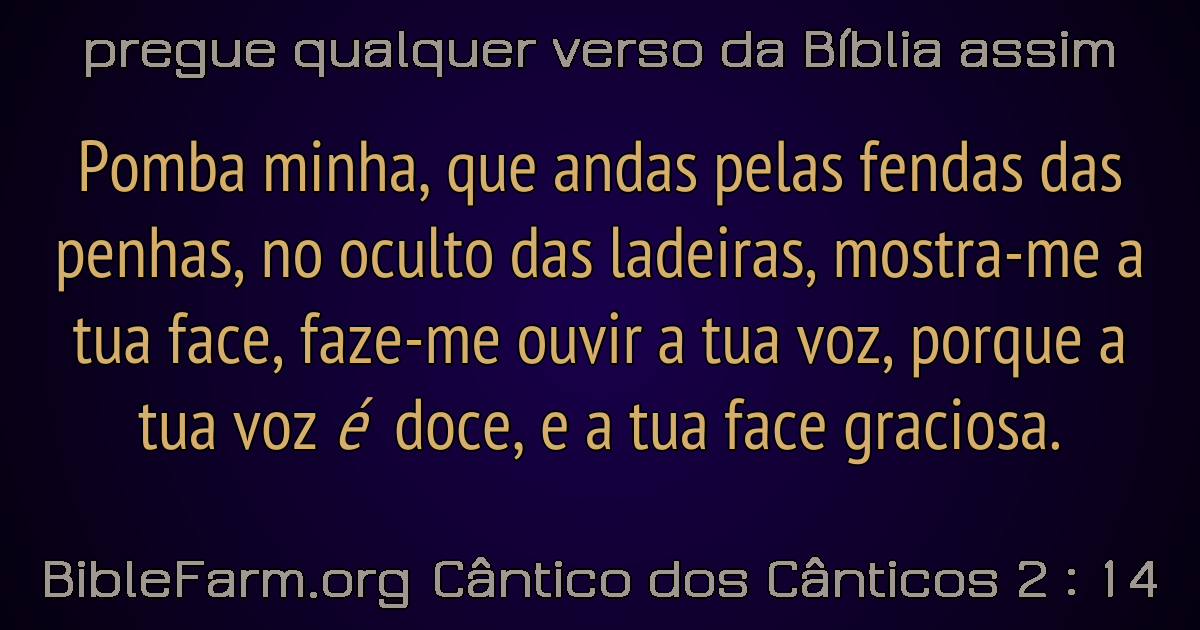 pregue qualquer verso da Bíblia assim
Pomba minha, que andas pelas fendas das
penhas, no oculto das ladeiras, mostra-me a
tua face, faze-me ouvir a tua voz, porque a
tua voz é doce, e a tua face graciosa.
BibleFarm.org Cântico dos Cânticos 2 : 14